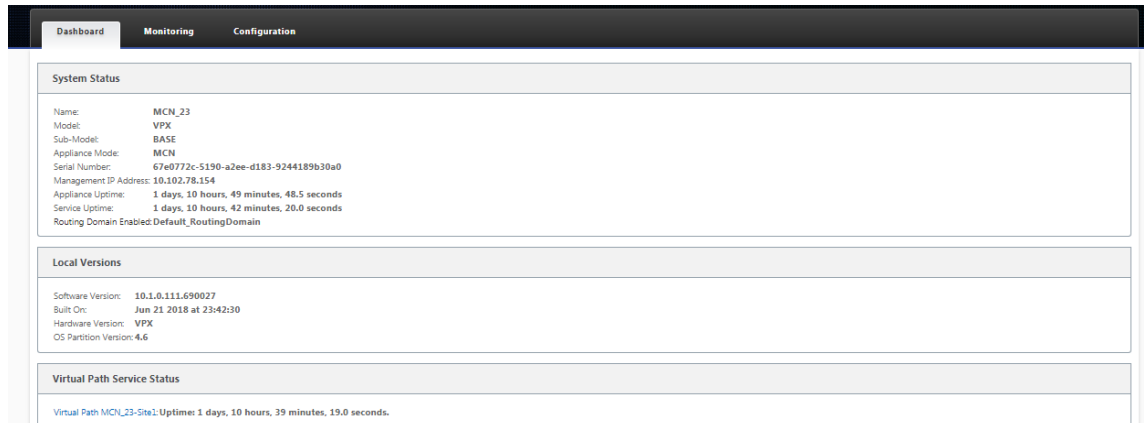 Dashboard Monitoring Configuration
System Status
Name: MCN_23
Model: VPX
Sub-Model: BASE
Appliance Mode: MCN
Serial Number: 67e0772c-5190-a2ee-d183-9244189b30a0
Management IP Address: 10.102.78.154
Appliance Uptime: 1 days, 10 hours, 49 minutes, 48.5 seconds
Service Uptime: 1 days, 10 hours, 42 minutes, 20.0 seconds
Routing Domain Enabled: Default_RoutingDomain
Local Versions
Software Version: 10.1.0.111.690027
Built On: Jun 21 2018 at 23:42:30
Hardware Version: VPX
OS Partition Version: 4.6
Virtual Path Service Status
Virtual Path MCN_23-Site1: Uptime: 1 days, 10 hours, 39 minutes, 19.0 seconds.